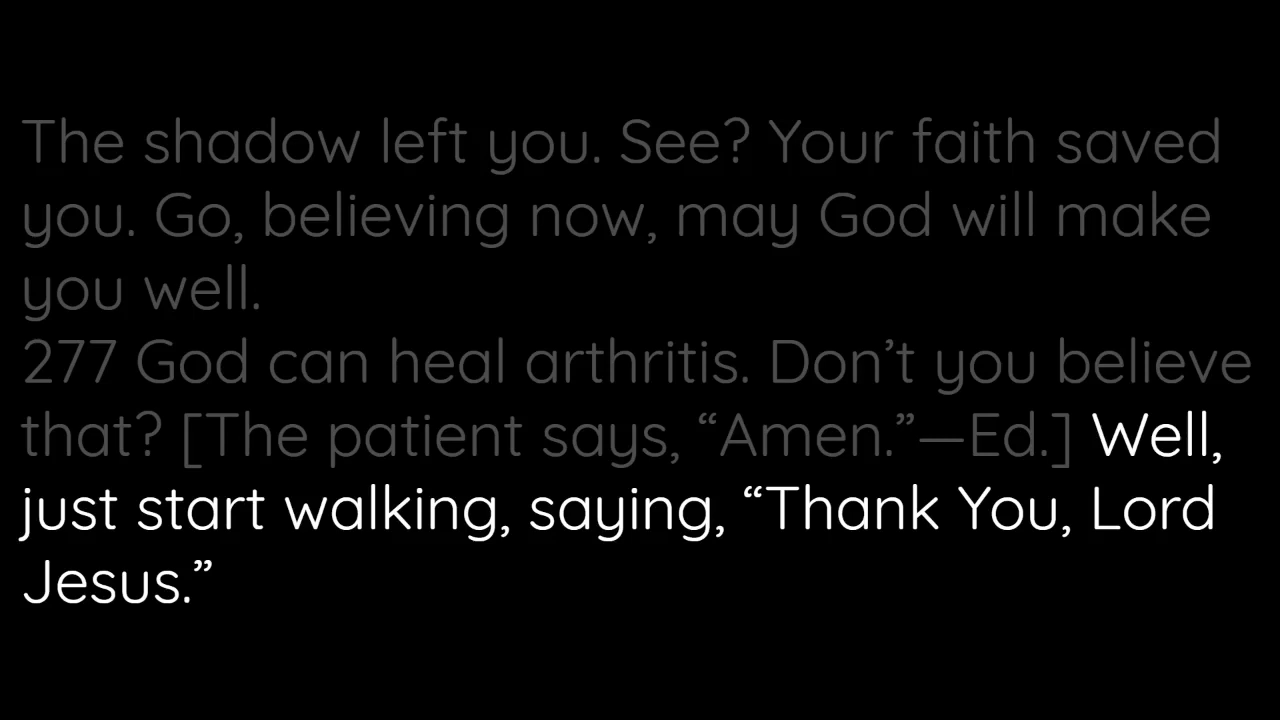 The shadow left you. See? Your faith saved
you. Go, believing now, may God will make
you well.
277 God can heal arthritis. Don’t you believe
that? [The patient says, “Amen.”—Ed.] Well,
just start walking, saying, “Thank You, Lord
Jesus.”